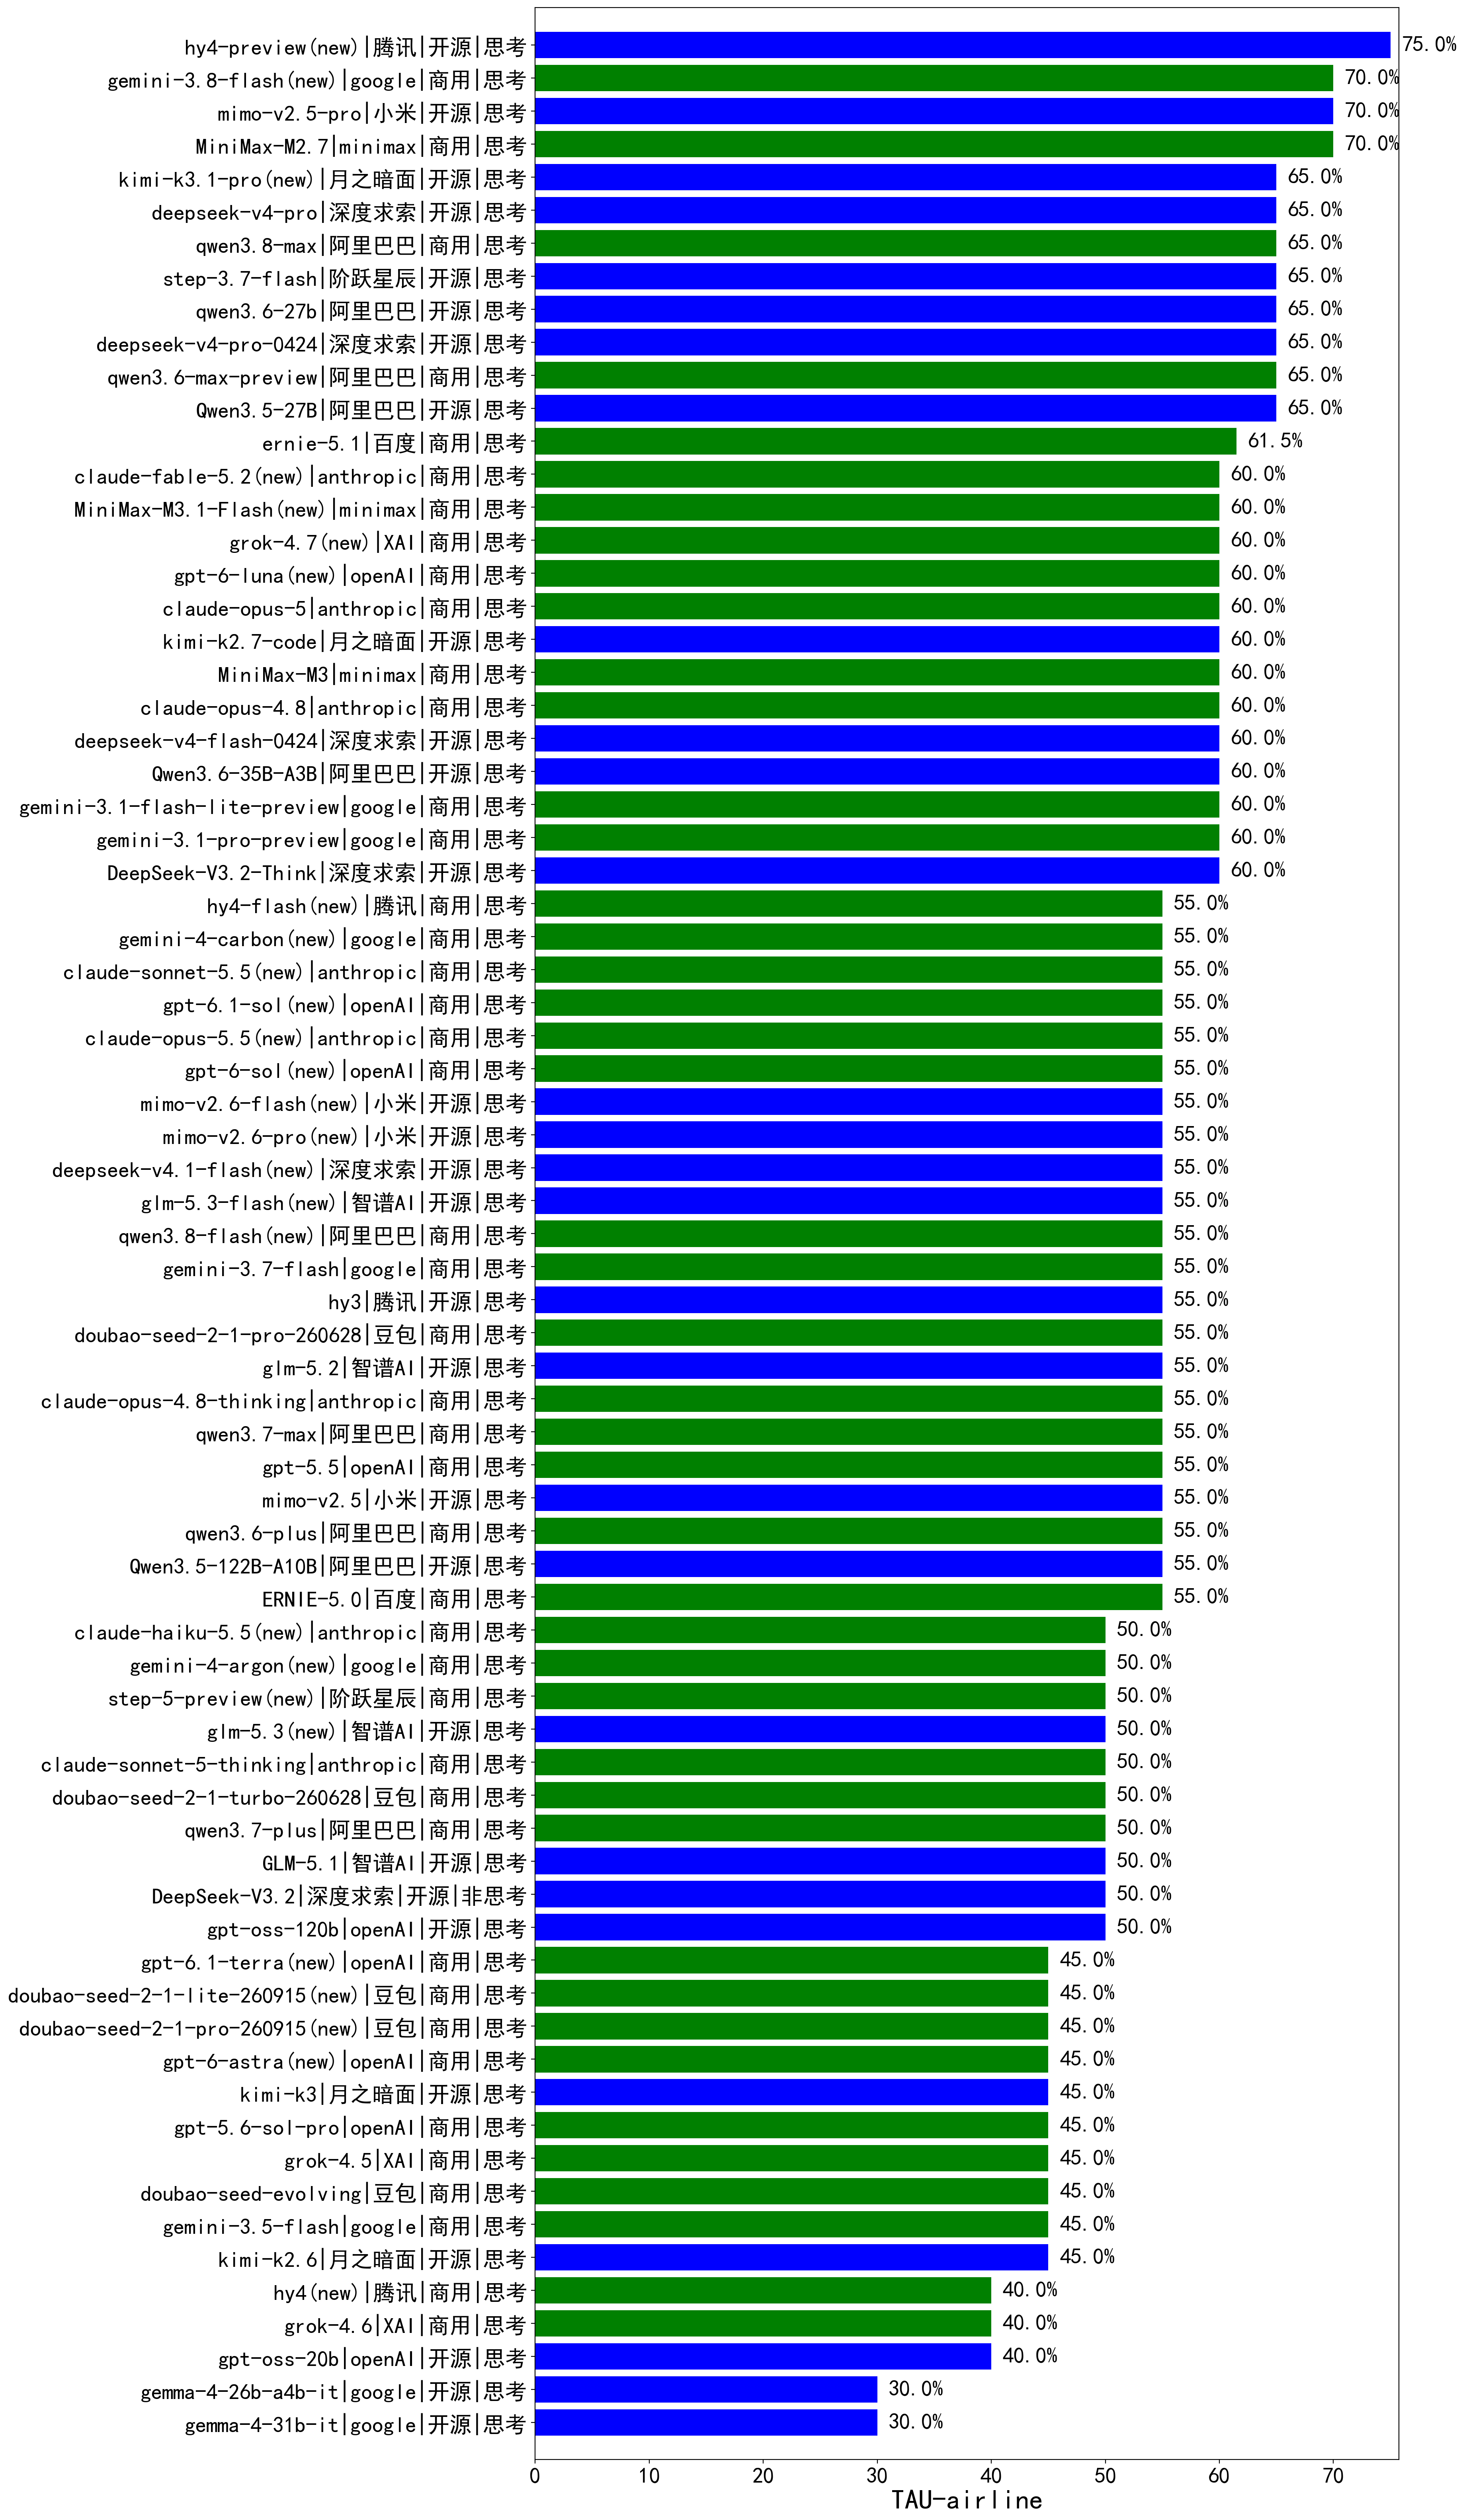 hy4-preview(new)|腾讯|开源|思考 75.0%
gemini-3.8-flash(new)|google|商用|思考 70.0%
mimo-v2.5-pro|小米|开源|思考 70.0%
MiniMax-M2.7|minimax|商用|思考 70.0%
kimi-k3.1-pro(new)|月之暗面|开源|思考 65.0%
deepseek-v4-pro|深度求索|开源|思考 65.0%
qwen3.8-max|阿里巴巴|商用|思考 65.0%
step-3.7-flash|阶跃星辰|开源|思考 65.0%
qwen3.6-27b|阿里巴巴|开源|思考 65.0%
deepseek-v4-pro-0424|深度求索|开源|思考 65.0%
qwen3.6-max-preview|阿里巴巴|商用|思考 65.0%
Qwen3.5-27B|阿里巴巴|开源|思考 65.0%
ernie-5.1|百度|商用|思考 61.5%
claude-fable-5.2(new)|anthropic|商用|思考 60.0%
MiniMax-M3.1-Flash(new)|minimax|商用|思考 60.0%
grok-4.7(new)|XAI|商用|思考 60.0%
gpt-6-luna(new)|openAI|商用|思考 60.0%
claude-opus-5|anthropic|商用|思考 60.0%
kimi-k2.7-code|月之暗面|开源|思考 60.0%
MiniMax-M3|minimax|商用|思考 60.0%
claude-opus-4.8|anthropic|商用|思考 60.0%
deepseek-v4-flash-0424|深度求索|开源|思考 60.0%
Qwen3.6-35B-A3B|阿里巴巴|开源|思考 60.0%
gemini-3.1-flash-lite-preview|google|商用|思考 60.0%
gemini-3.1-pro-preview|google|商用|思考 60.0%
DeepSeek-V3.2-Think|深度求索|开源|思考 60.0%
hy4-flash(new)|腾讯|商用|思考 55.0%
gemini-4-carbon(new)|google|商用|思考 55.0%
claude-sonnet-5.5(new)|anthropic|商用|思考 55.0%
gpt-6.1-sol(new)|openAI|商用|思考 55.0%
claude-opus-5.5(new)|anthropic|商用|思考 55.0%
gpt-6-sol(new)|openAI|商用|思考 55.0%
mimo-v2.6-flash(new)|小米|开源|思考 55.0%
mimo-v2.6-pro(new)|小米|开源|思考 55.0%
deepseek-v4.1-flash(new)|深度求索|开源|思考 55.0%
glm-5.3-flash(new)|智谱AI|开源|思考 55.0%
qwen3.8-flash(new)|阿里巴巴|商用|思考 55.0%
gemini-3.7-flash|google|商用|思考 55.0%
hy3|腾讯|开源|思考 55.0%
doubao-seed-2-1-pro-260628|豆包|商用|思考 55.0%
glm-5.2|智谱AI|开源|思考 55.0%
claude-opus-4.8-thinking|anthropic|商用|思考 55.0%
qwen3.7-max|阿里巴巴|商用|思考 55.0%
gpt-5.5|openAI|商用|思考 55.0%
mimo-v2.5|小米|开源|思考 55.0%
qwen3.6-plus|阿里巴巴|商用|思考 55.0%
Qwen3.5-122B-A10B|阿里巴巴|开源|思考 55.0%
ERNIE-5.0|百度|商用|思考 55.0%
claude-haiku-5.5(new)|anthropic|商用|思考 50.0%
gemini-4-argon(new)|google|商用|思考 50.0%
step-5-preview(new)|阶跃星辰|商用|思考 50.0%
glm-5.3(new)|智谱AI|开源|思考 50.0%
claude-sonnet-5-thinking|anthropic|商用|思考 50.0%
doubao-seed-2-1-turbo-260628|豆包|商用|思考 50.0%
qwen3.7-plus|阿里巴巴|商用|思考 50.0%
GLM-5.1|智谱AI|开源|思考 50.0%
DeepSeek-V3.2|深度求索|开源|非思考 50.0%
gpt-oss-120b|openAI|开源|思考 50.0%
gpt-6.1-terra(new)|openAI|商用|思考 45.0%
doubao-seed-2-1-lite-260915(new)|豆包|商用|思考 45.0%
doubao-seed-2-1-pro-260915(new)|豆包|商用|思考 45.0%
gpt-6-astra(new)|openAI|商用|思考 45.0%
kimi-k3|月之暗面|开源|思考 45.0%
gpt-5.6-sol-pro|openAI|商用|思考 45.0%
grok-4.5|XAI|商用|思考 45.0%
doubao-seed-evolving|豆包|商用|思考 45.0%
gemini-3.5-flash|google|商用|思考 45.0%
kimi-k2.6|月之暗面|开源|思考 45.0%
hy4(new)|腾讯|商用|思考 40.0%
grok-4.6|XAI|商用|思考 40.0%
gpt-oss-20b|openAI|开源|思考 40.0%
gemma-4-26b-a4b-it|google|开源|思考 30.0%
gemma-4-31b-it|google|开源|思考 30.0%
0 10 20 30 40 50 60 70
TAU-airline